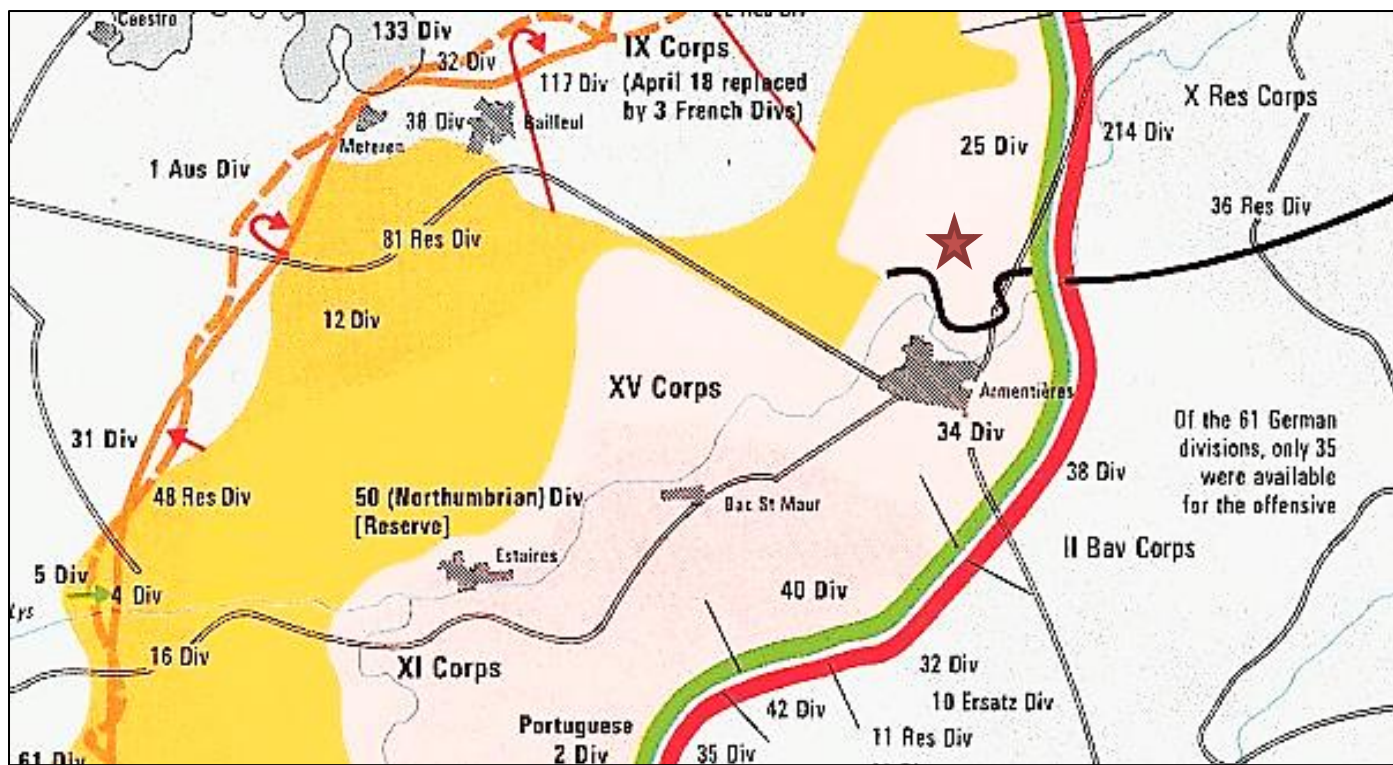 Caestre
133 Div
32 Div
IX Corps
(April 18 replaced
by 3 French Divs)
117 Div
38 Div
Bailleul
Meteren
1 Aus Div
X Res Corps
214 Div
25 Div
36 Res Div
81 Res Div
12 Div
XV Corps
Armentières
34 Div
31 Div
48 Res Div
50 (Northumbrian) Div
[Reserve]
Bac St Maur
Estaires
38 Div
Of the 61 German
divisions, only 35
were available
for the offensive
II Bav Corps
5 Div
4 Div
Lys
40 Div
16 Div
XI Corps
32 Div
10 Ersatz Div
Portuguese
2 Div
42 Div
11 Res Div
35 Div
61 Div